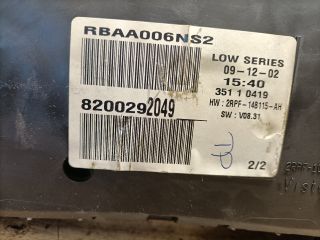 RBAA006NS2
LOW SERIES
09-12-02
15:40
351 1 0419
HW : 2RPF-14B115-AH
SW : V08.31
8200292049
2/2